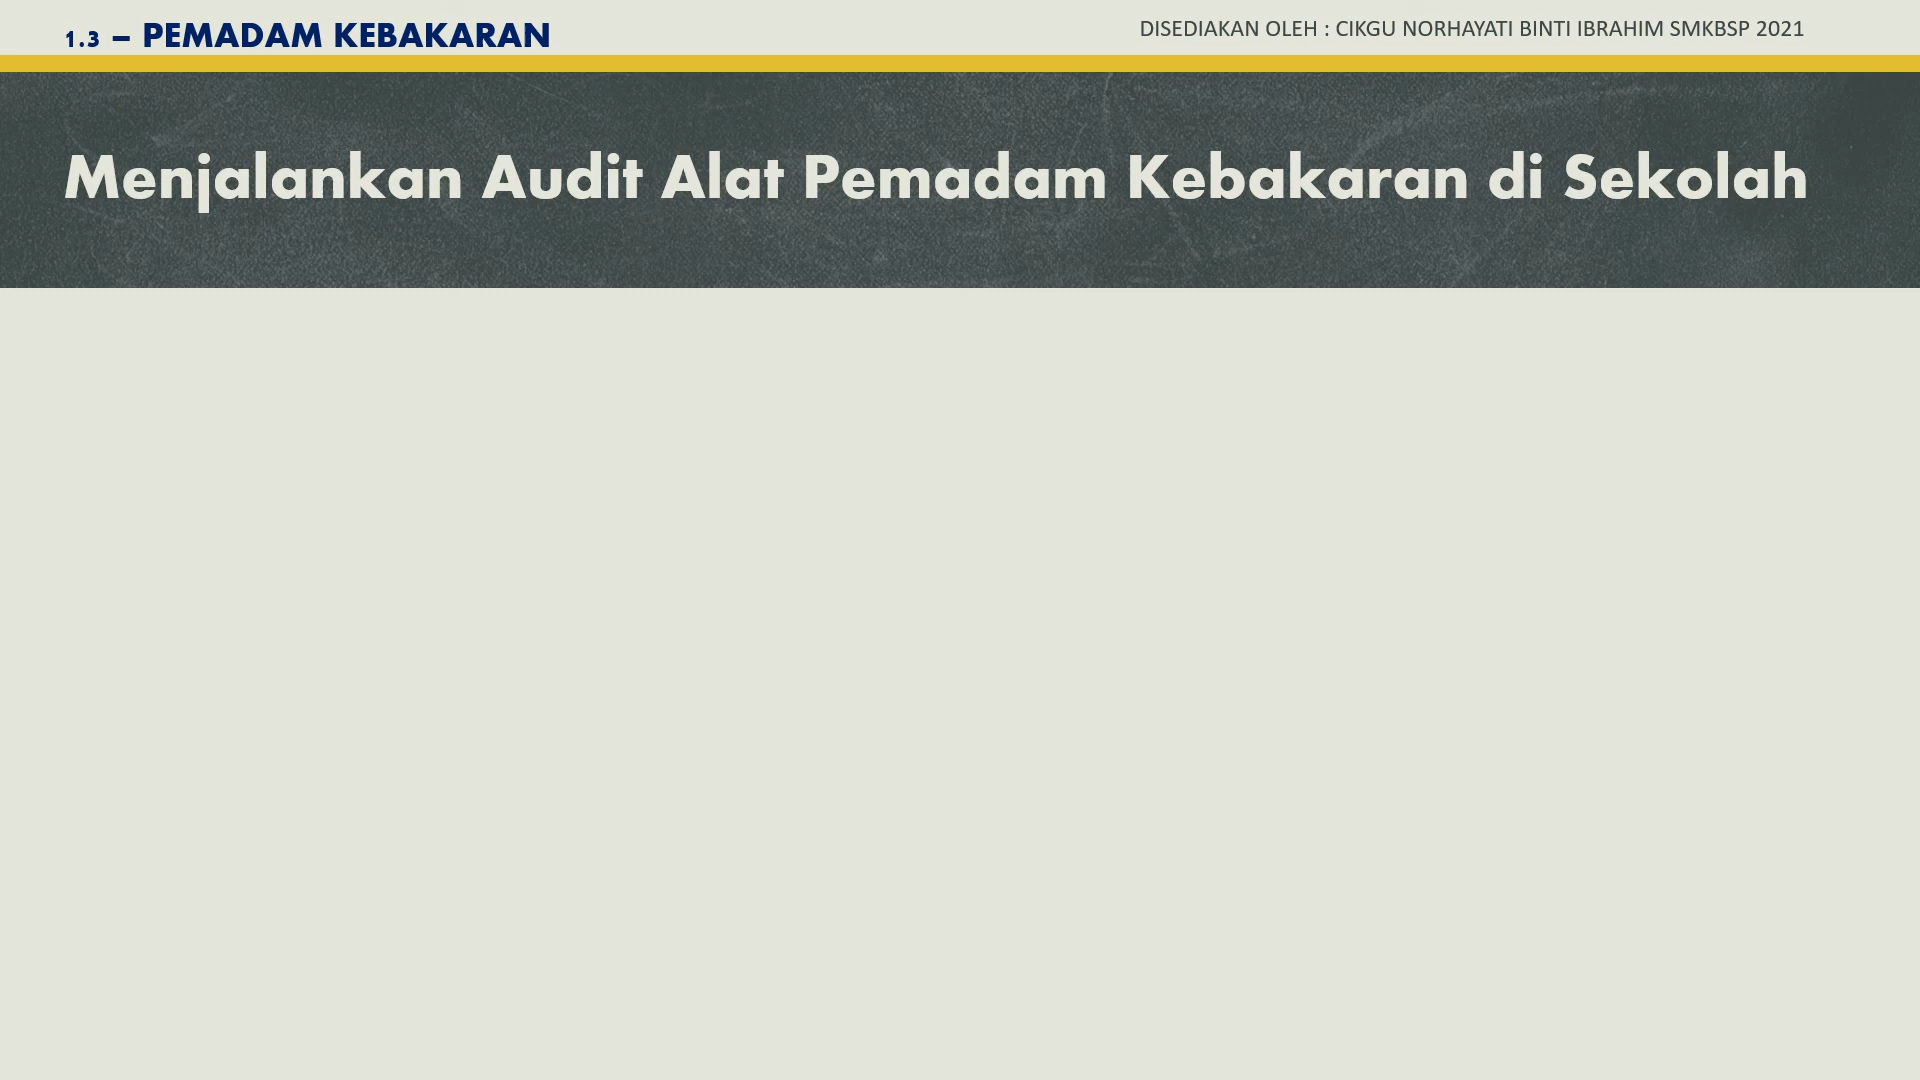 1.3 – PEMADAM KEBAKARAN
DISEDIAKAN OLEH : CIKGU NORHAYATI BINTI IBRAHIM SMKBSP 2021
Menjalankan Audit Alat Pemadam Kebakaran di Sekolah